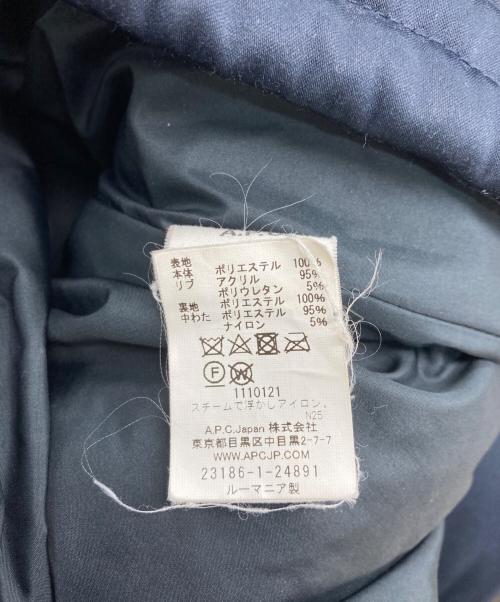 表地
本体 ポリエステル 100%
リブ アクリル 95%
ポリウレタン 5%
裏地 ポリエステル 100%
中わた ポリエステル 95%
ナイロン 5%
F W
1110121
スチームで浮かしアイロン。
N25
A.P.C.Japan 株式会社
東京都目黒区中目黒2-7-7
WWW.APCJP.COM
23186-1-24891
ルーマニア製